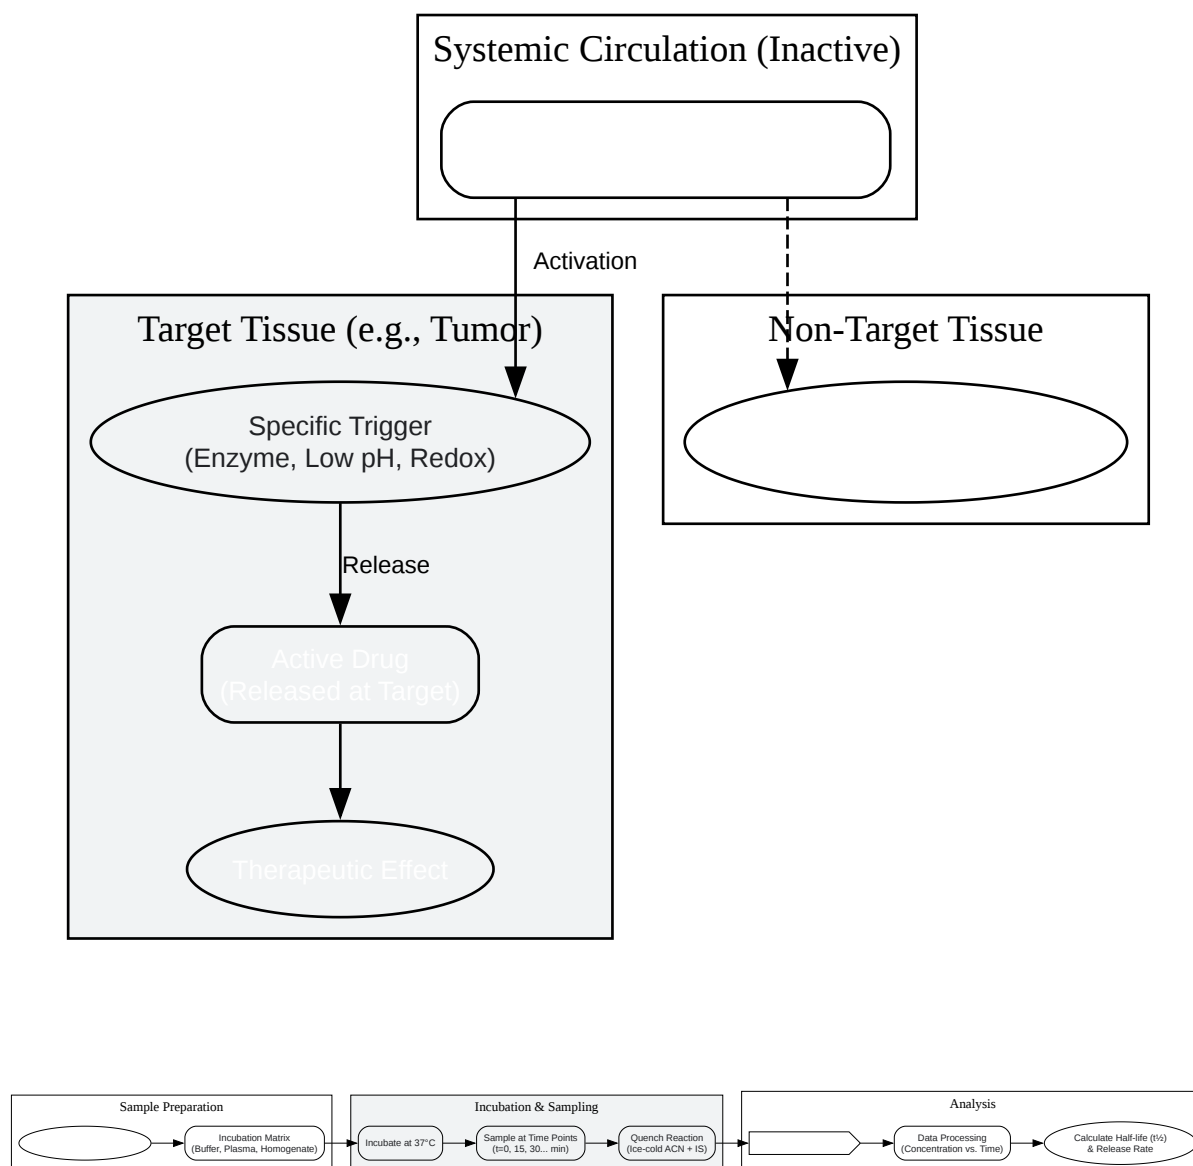 Systemic Circulation (Inactive)
Activation
Target Tissue (e.g., Tumor)
Non-Target Tissue
Specific Trigger
(Enzyme, Low pH, Redox)
Release
Active Drug
(Released at Target)
Therapeutic Effect
Sample Preparation
Incubation Matrix
(Buffer, Plasma, Homogenate)
Incubation & Sampling
Incubate at 37°C
Sample at Time Points
(t=0, 15, 30... min)
Quench Reaction
(Ice-cold ACN + IS)
Analysis
Data Processing
(Concentration vs. Time)
Calculate Half-life (t½)
& Release Rate